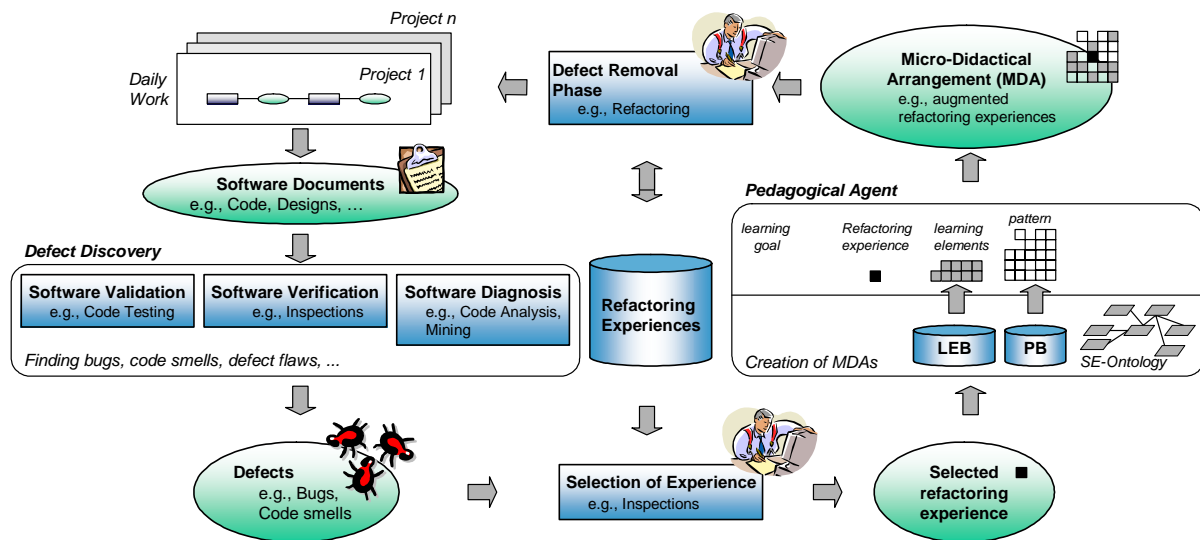 Project n
Project 1
Daily
Work
Software Documents
e.g., Code, Designs, …
Defect Discovery
Software Validation
e.g., Code Testing
Software Verification
e.g., Inspections
Software Diagnosis
e.g., Code Analysis,
Mining
Finding bugs, code smells, defect flaws, ...
Defects
e.g., Bugs,
Code smells
Defect Removal
Phase
e.g., Refactoring
Refactoring
Experiences
Selection of Experience
e.g., Inspections
Micro-Didactical
Arrangement (MDA)
e.g., augmented
refactoring experiences
Pedagogical Agent
learning
goal
Refactoring
experience
learning
elements
pattern
LEB
PB
Creation of MDAs
SE-Ontology
Selected
refactoring
experience